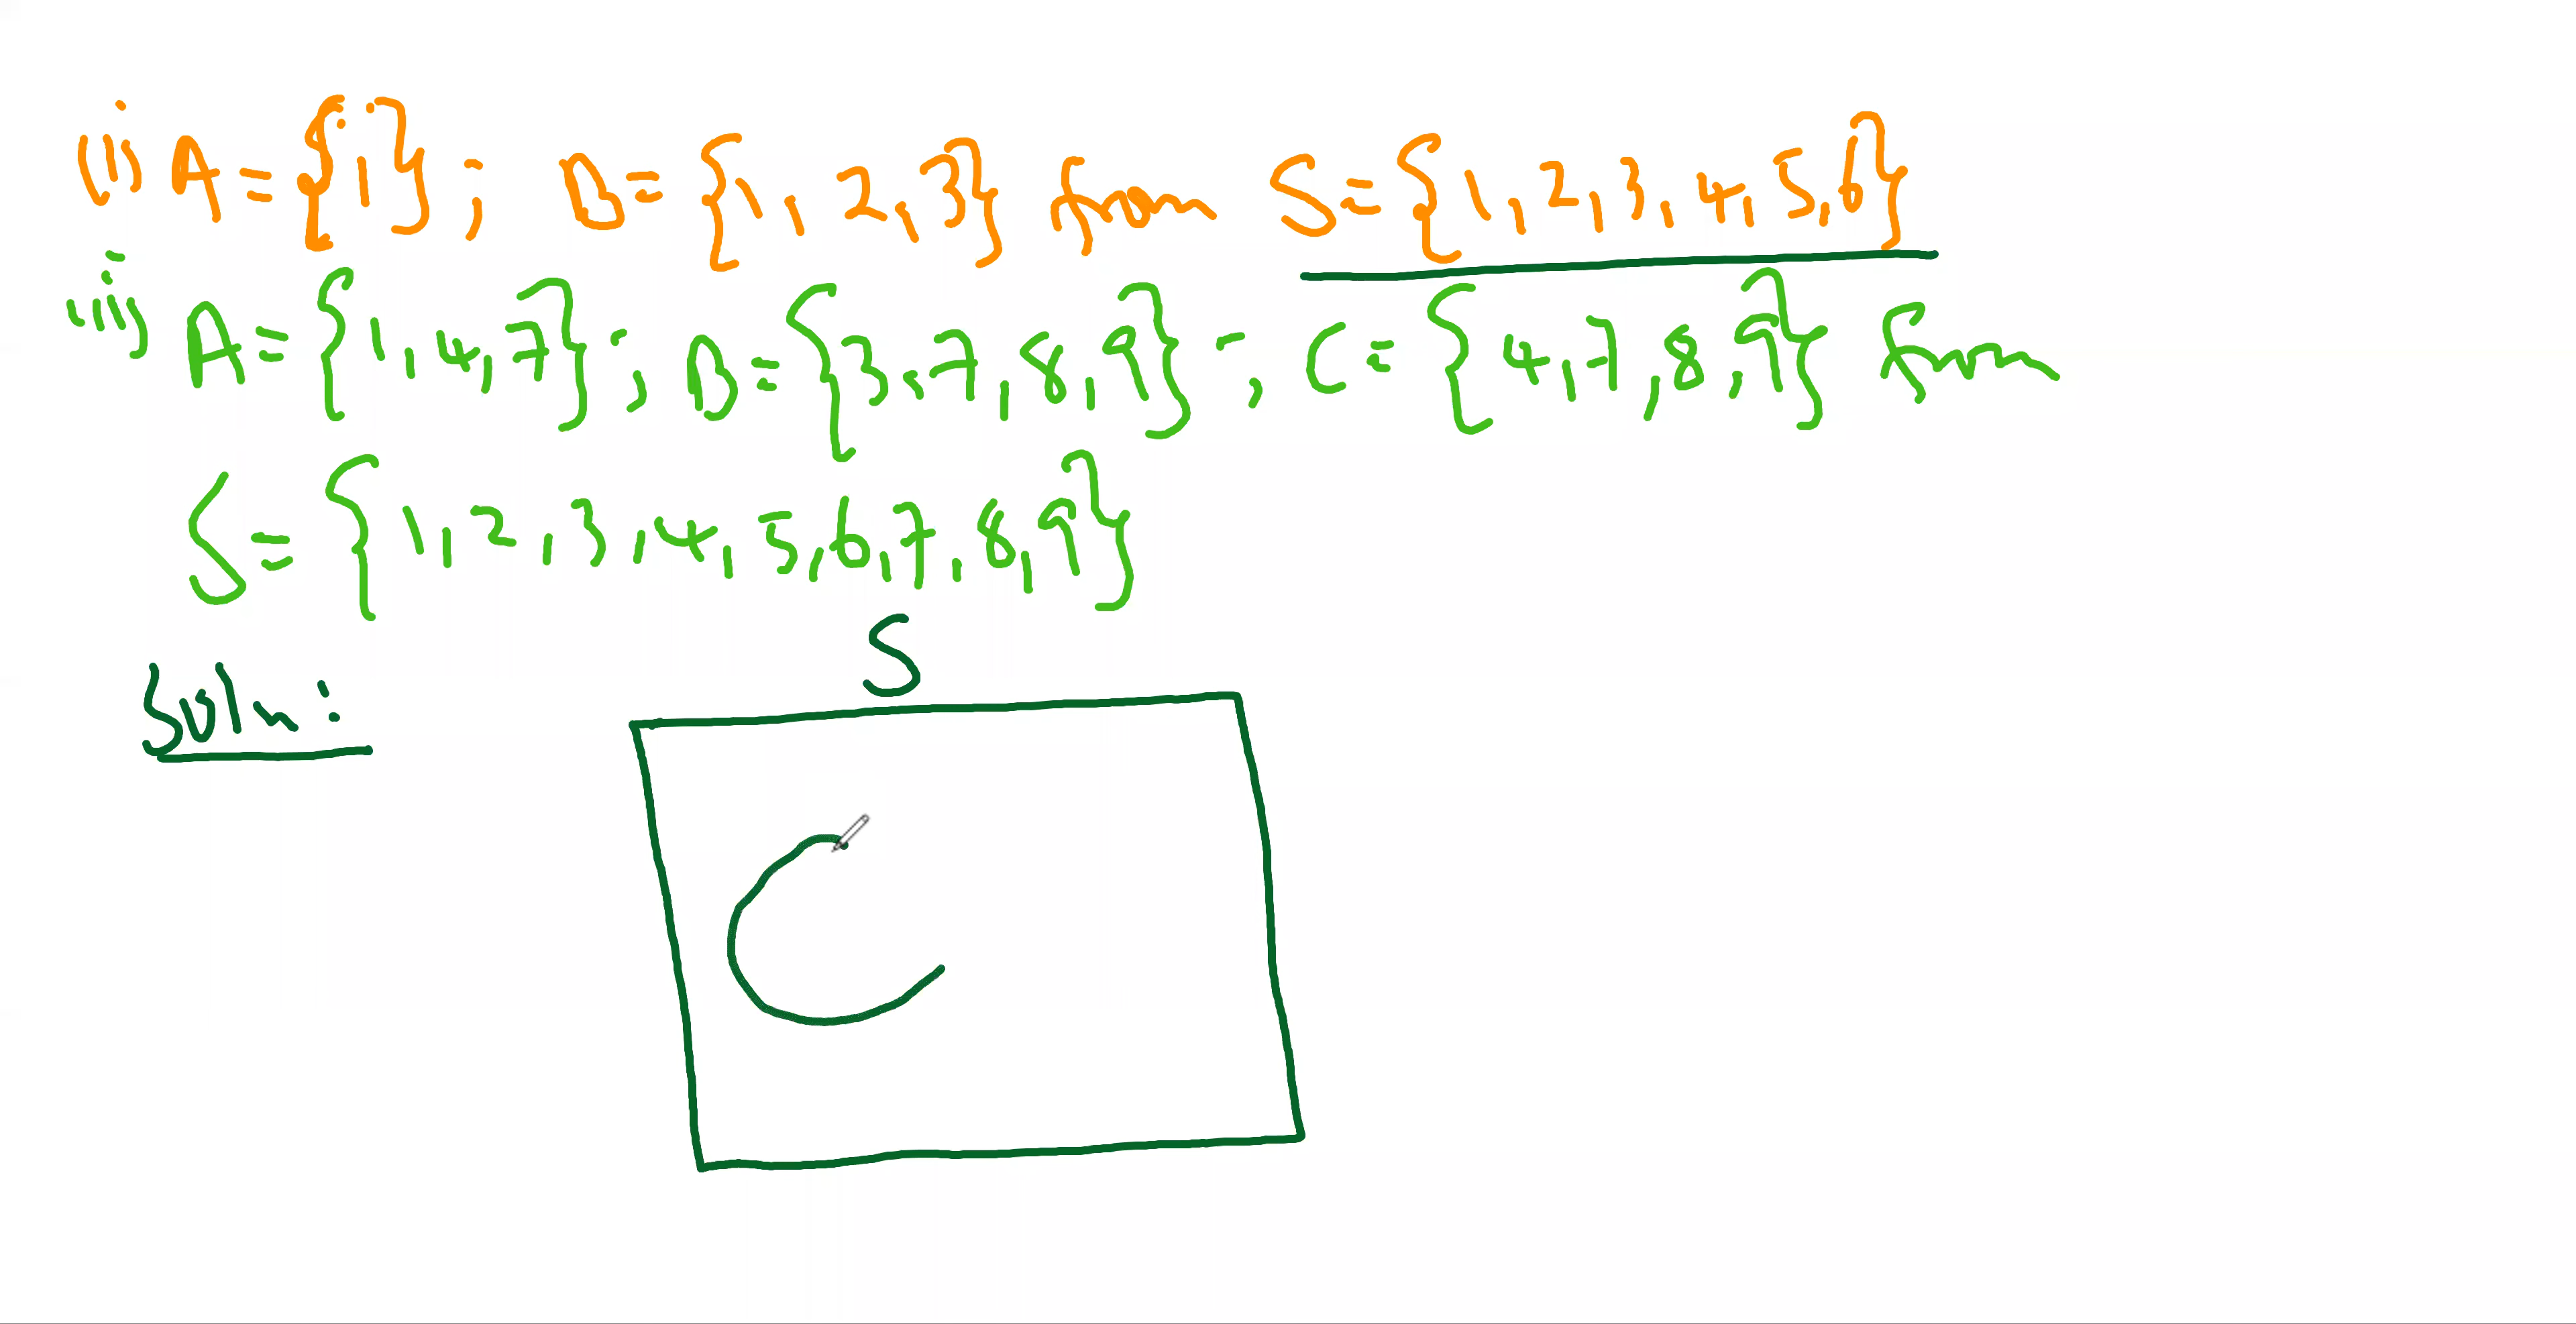 ii) A = {1}; B = {1, 2, 3} from S = {1, 2, 3, 4, 5, 6}
iii) A = {1, 4, 7}; B = {3, 7, 8, 9}; C = {4, 7, 8, 9} from
S = {1, 2, 3, 4, 5, 6, 7, 8, 9}
S
Soln: